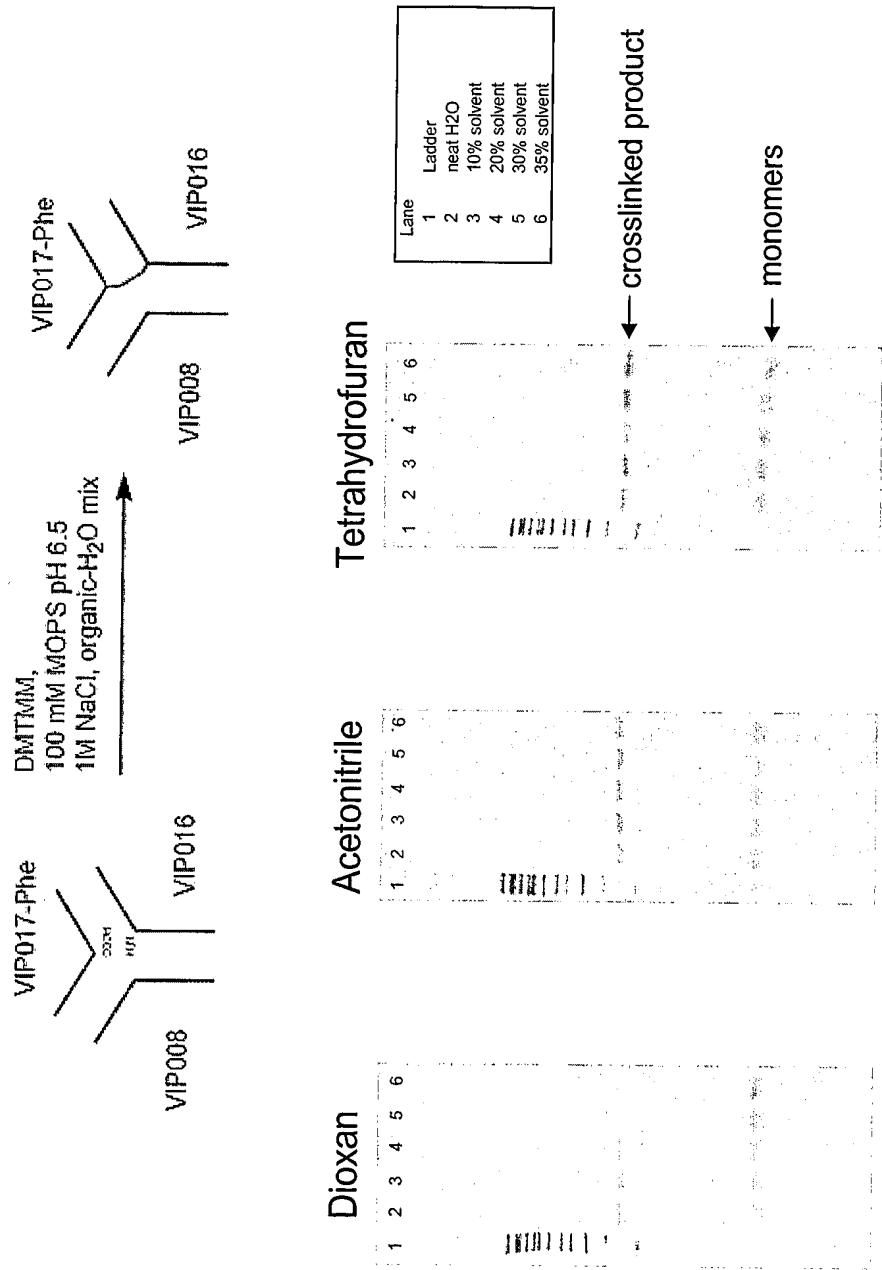 VIP017-Phe
CO2H
H2N
VIP008
VIP016
DMTMM,
100 mM MOPS pH 6.5
1M NaCl, organic-H2O mix
VIP017-Phe
VIP008
VIP016
Dioxan
1 2 3 4 5 6
Acetonitrile
1 2 3 4 5 6
Tetrahydrofuran
1 2 3 4 5 6
Lane
1 Ladder
2 neat H2O
3 10% solvent
4 20% solvent
5 30% solvent
6 35% solvent
crosslinked product
monomers